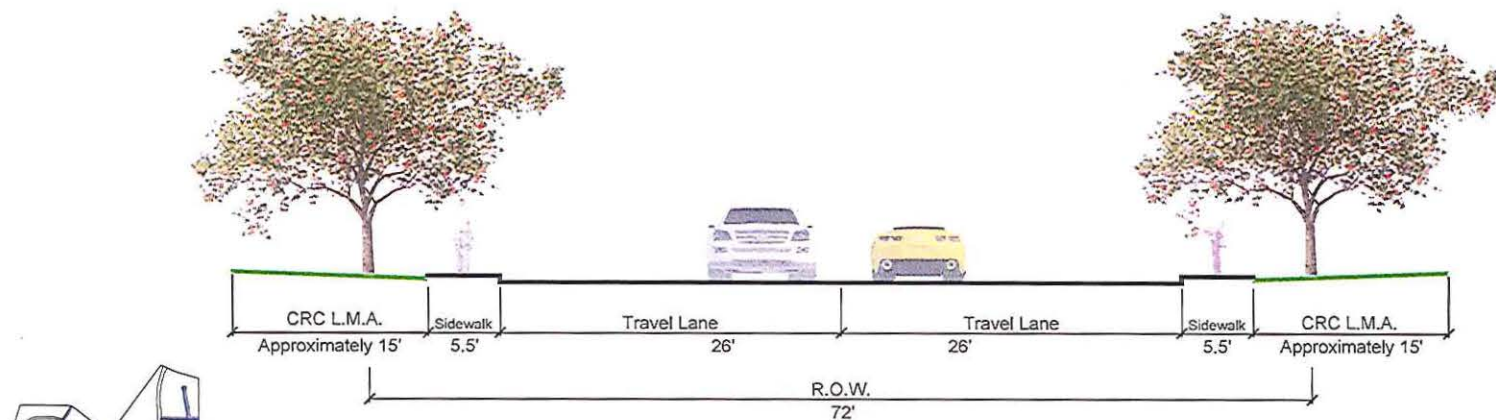 CRC L.M.A. Sidewalk Travel Lane Travel Lane Sidewalk CRC L.M.A.
Approximately 15' 5.5' 26' 26' 5.5' Approximately 15'
R.O.W.
72'